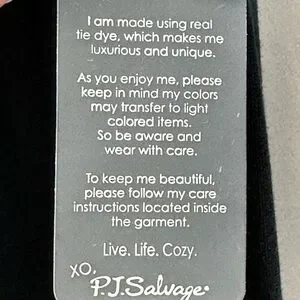 I am made using real
tie dye, which makes me
luxurious and unique.
As you enjoy me, please
keep in mind my colors
may transfer to light
colored items.
So be aware and
wear with care.
To keep me beautiful,
please follow my care
instructions located inside
the garment.
Live. Life. Cozy.
XO,
P.J.Salvage